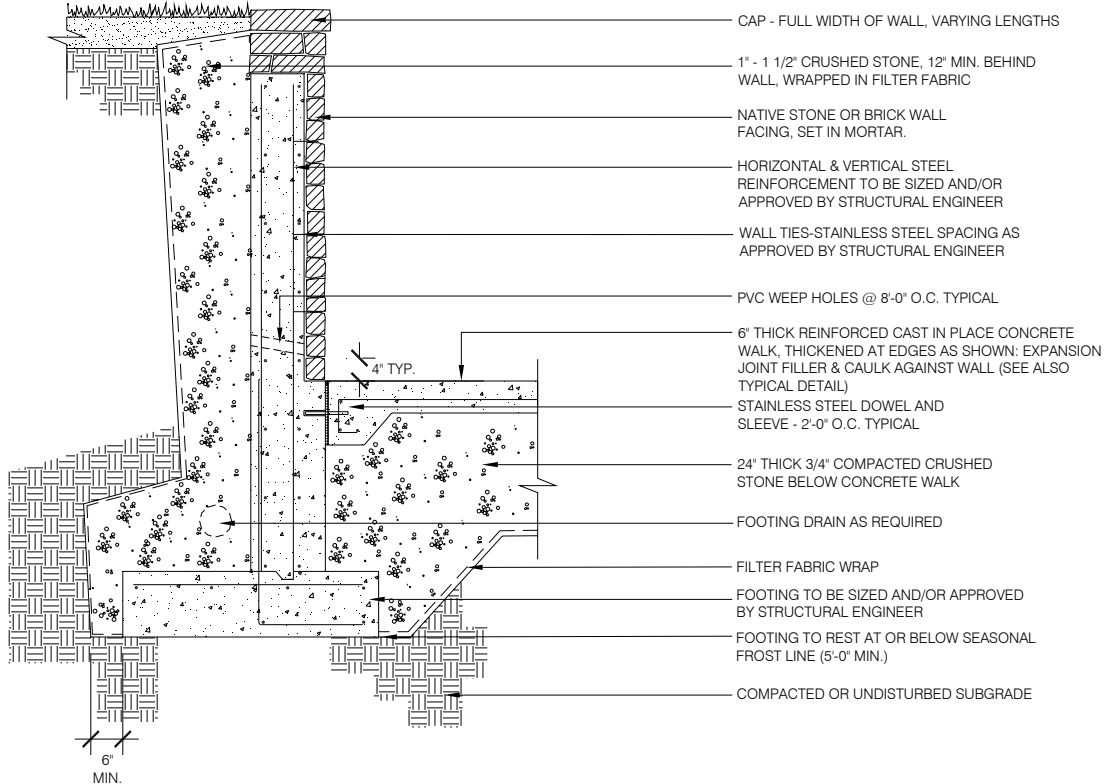 CAP - FULL WIDTH OF WALL, VARYING LENGTHS
1" - 1 1/2" CRUSHED STONE, 12" MIN. BEHIND
WALL, WRAPPED IN FILTER FABRIC
NATIVE STONE OR BRICK WALL
FACING, SET IN MORTAR.
HORIZONTAL & VERTICAL STEEL
REINFORCEMENT TO BE SIZED AND/OR
APPROVED BY STRUCTURAL ENGINEER
WALL TIES-STAINLESS STEEL SPACING AS
APPROVED BY STRUCTURAL ENGINEER
PVC WEEP HOLES @ 8'-0" O.C. TYPICAL
6" THICK REINFORCED CAST IN PLACE CONCRETE
WALK, THICKENED AT EDGES AS SHOWN: EXPANSION
JOINT FILLER & CAULK AGAINST WALL (SEE ALSO
TYPICAL DETAIL)
4" TYP.
STAINLESS STEEL DOWEL AND
SLEEVE - 2'-0" O.C. TYPICAL
24" THICK 3/4" COMPACTED CRUSHED
STONE BELOW CONCRETE WALK
FOOTING DRAIN AS REQUIRED
FILTER FABRIC WRAP
FOOTING TO BE SIZED AND/OR APPROVED
BY STRUCTURAL ENGINEER
FOOTING TO REST AT OR BELOW SEASONAL
FROST LINE (5'-0" MIN.)
COMPACTED OR UNDISTURBED SUBGRADE
6"
MIN.